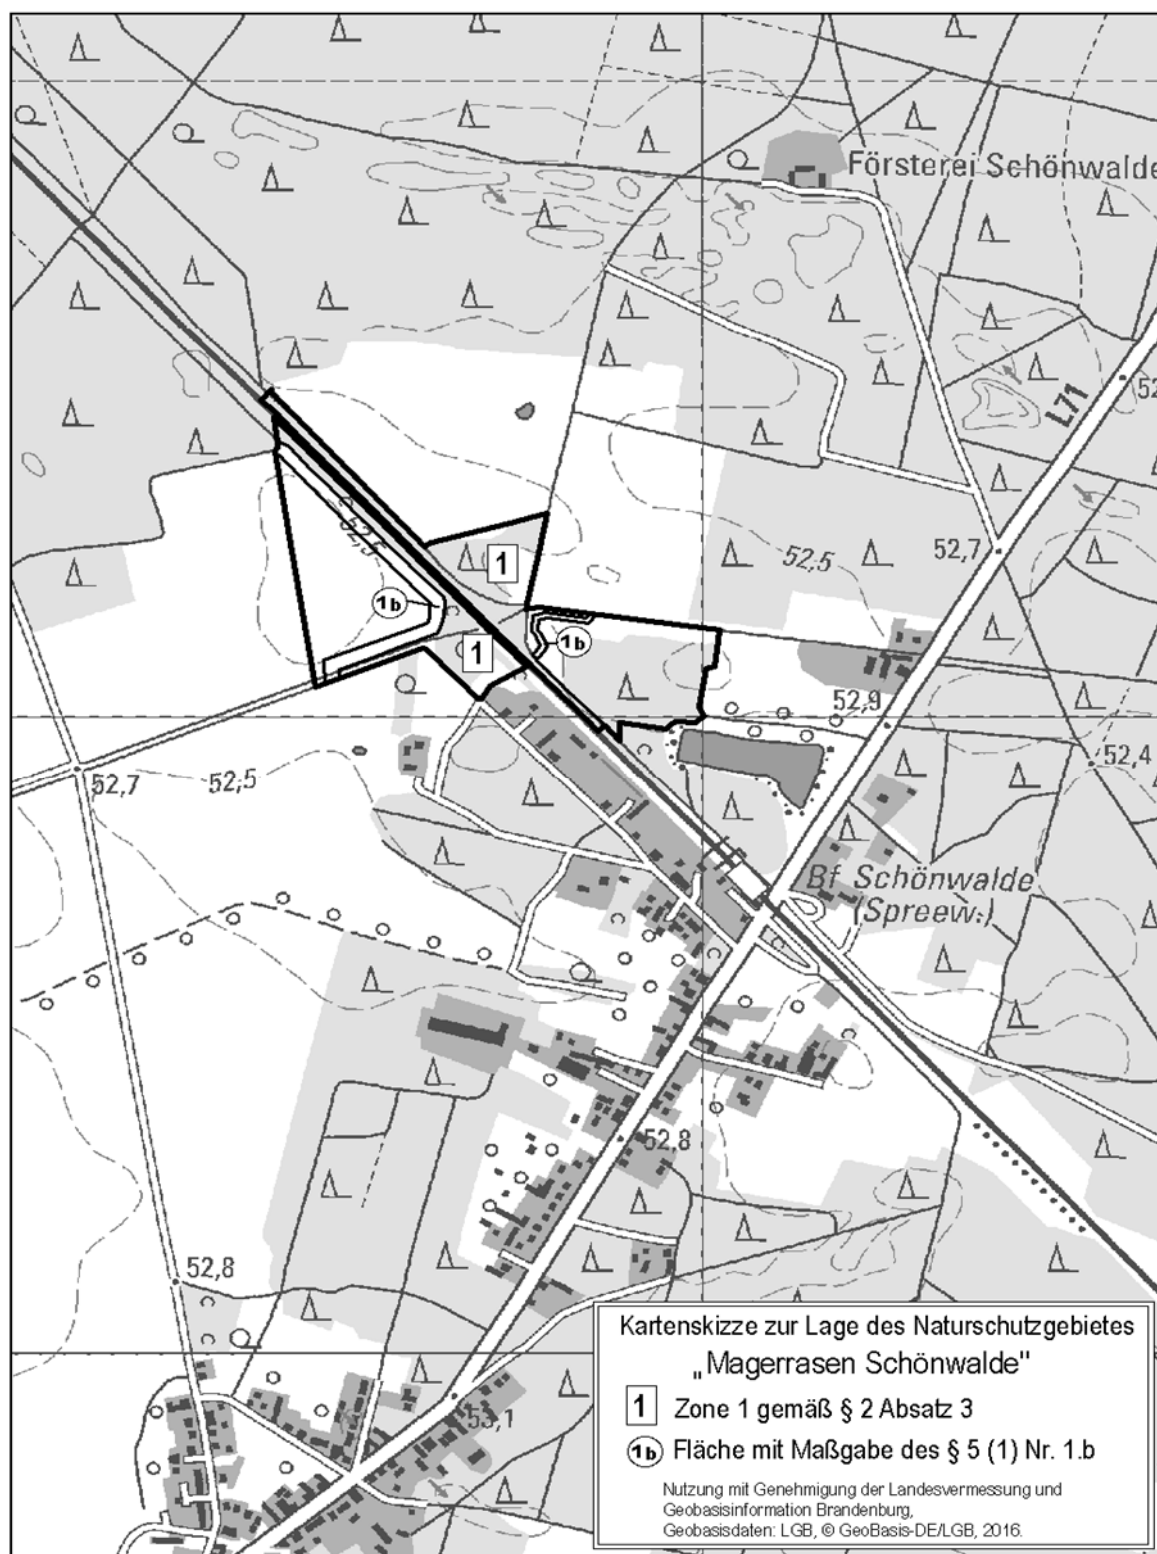 Försterei Schönwalde
L71
52
62,5
1
52,5
52,7
1b
1b
1
52,9
52,4
52,7
52,5
Bf Schönwalde
(Spreew.)
52,8
52,8
53,1
Kartenskizze zur Lage des Naturschutzgebietes
„Magerrasen Schönwalde"
1 Zone 1 gemäß § 2 Absatz 3
1b Fläche mit Maßgabe des § 5 (1) Nr. 1.b
Nutzung mit Genehmigung der Landesvermessung und
Geobasisinformation Brandenburg,
Geobasisdaten: LGB, © GeoBasis-DE/LGB, 2016.